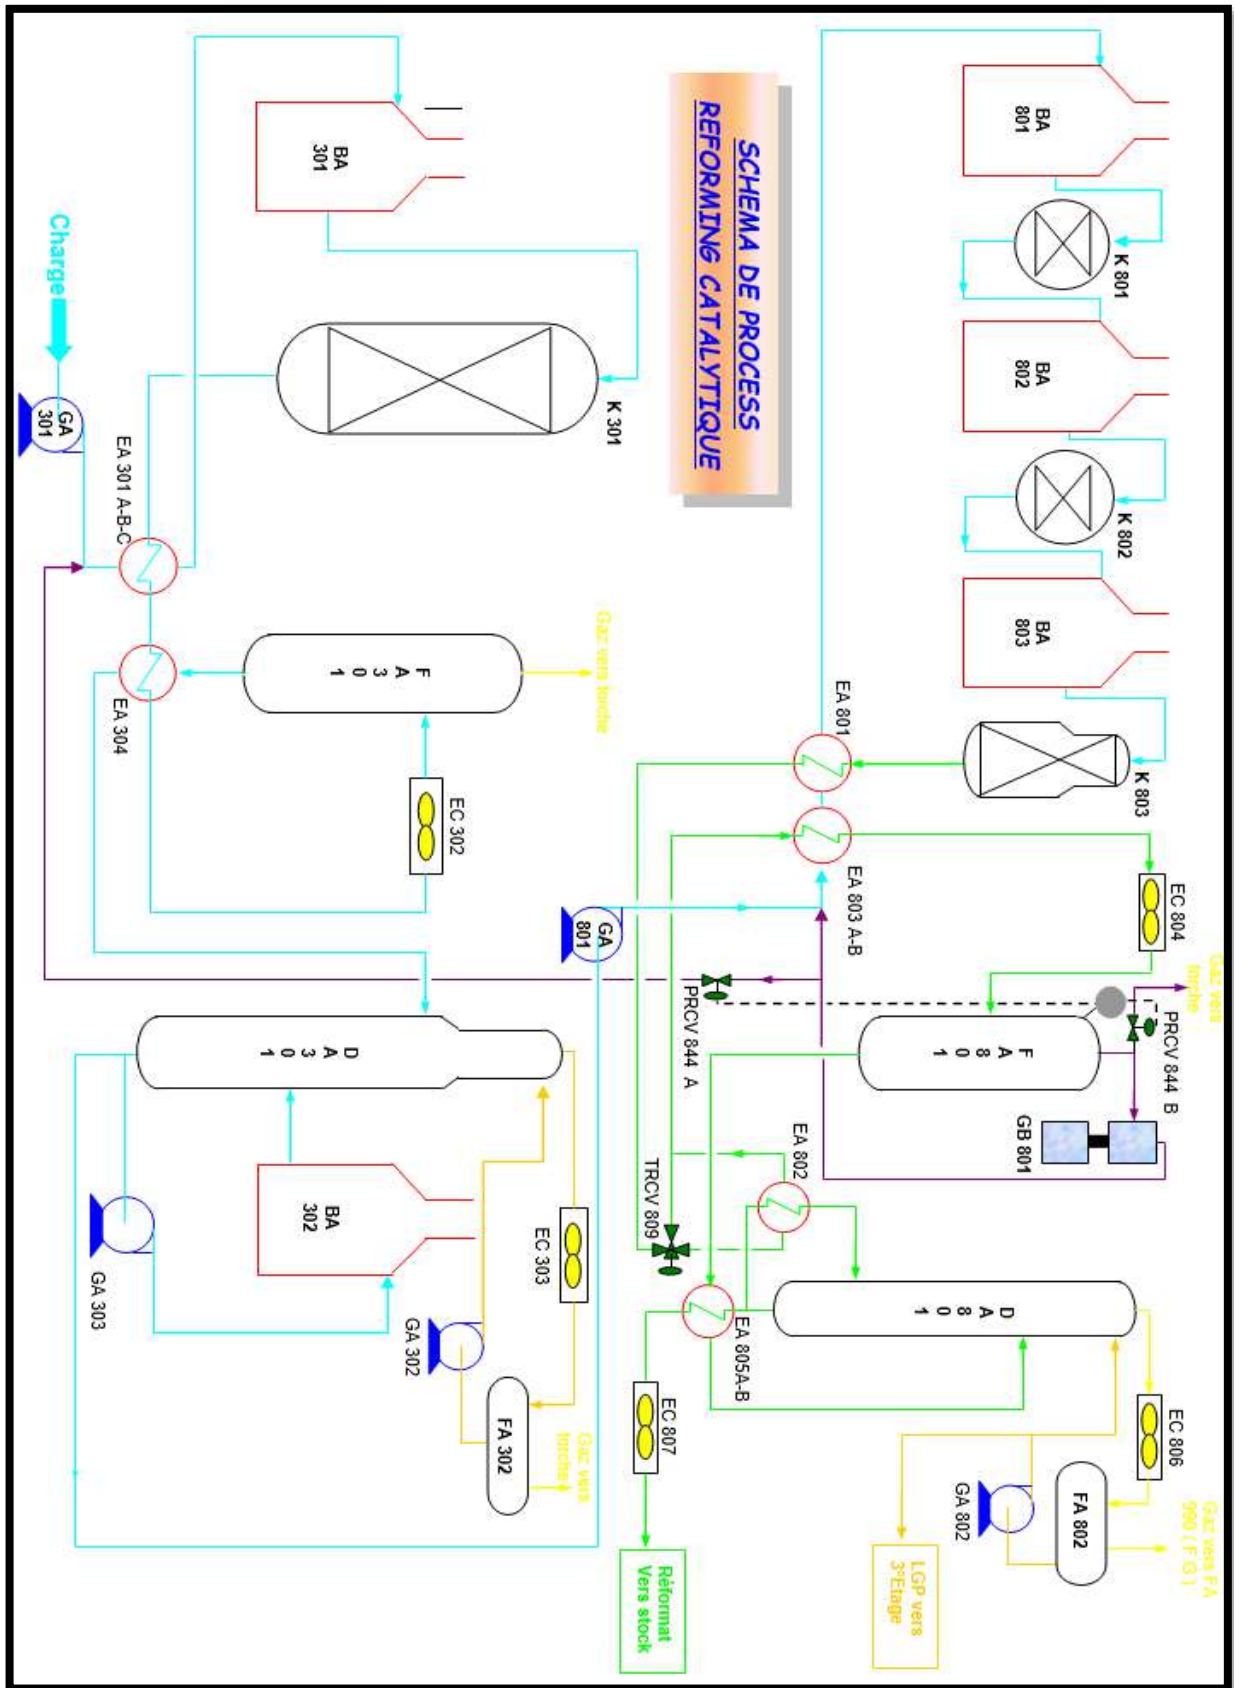 SCHEMA DE PROCESS
REFORMING CATALYTIQUE
BA
801
K 801
BA
802
K 802
BA
803
K 803
EA 801
EA 803 A-B
EC 804
Gaz vers
torche
PRCV 844 B
PRCV 844 A
F
A
8
0
1
GB 801
EA 802
TRCV 809
D
A
8
0
1
EA 805A-B
EC 806
EC 807
FA 802
GA 802
Gaz vers FA
990 ( F G )
LGP vers
3°Etage
Réformat
Vers stock
BA
301
K 301
Charge
GA
301
EA 301 A-B-C
EA 304
F
A
3
0
1
Gaz vers torche
EC 302
GA
801
D
A
3
0
1
BA
302
GA 303
EC 303
GA 302
FA 302
Gaz vers
torche